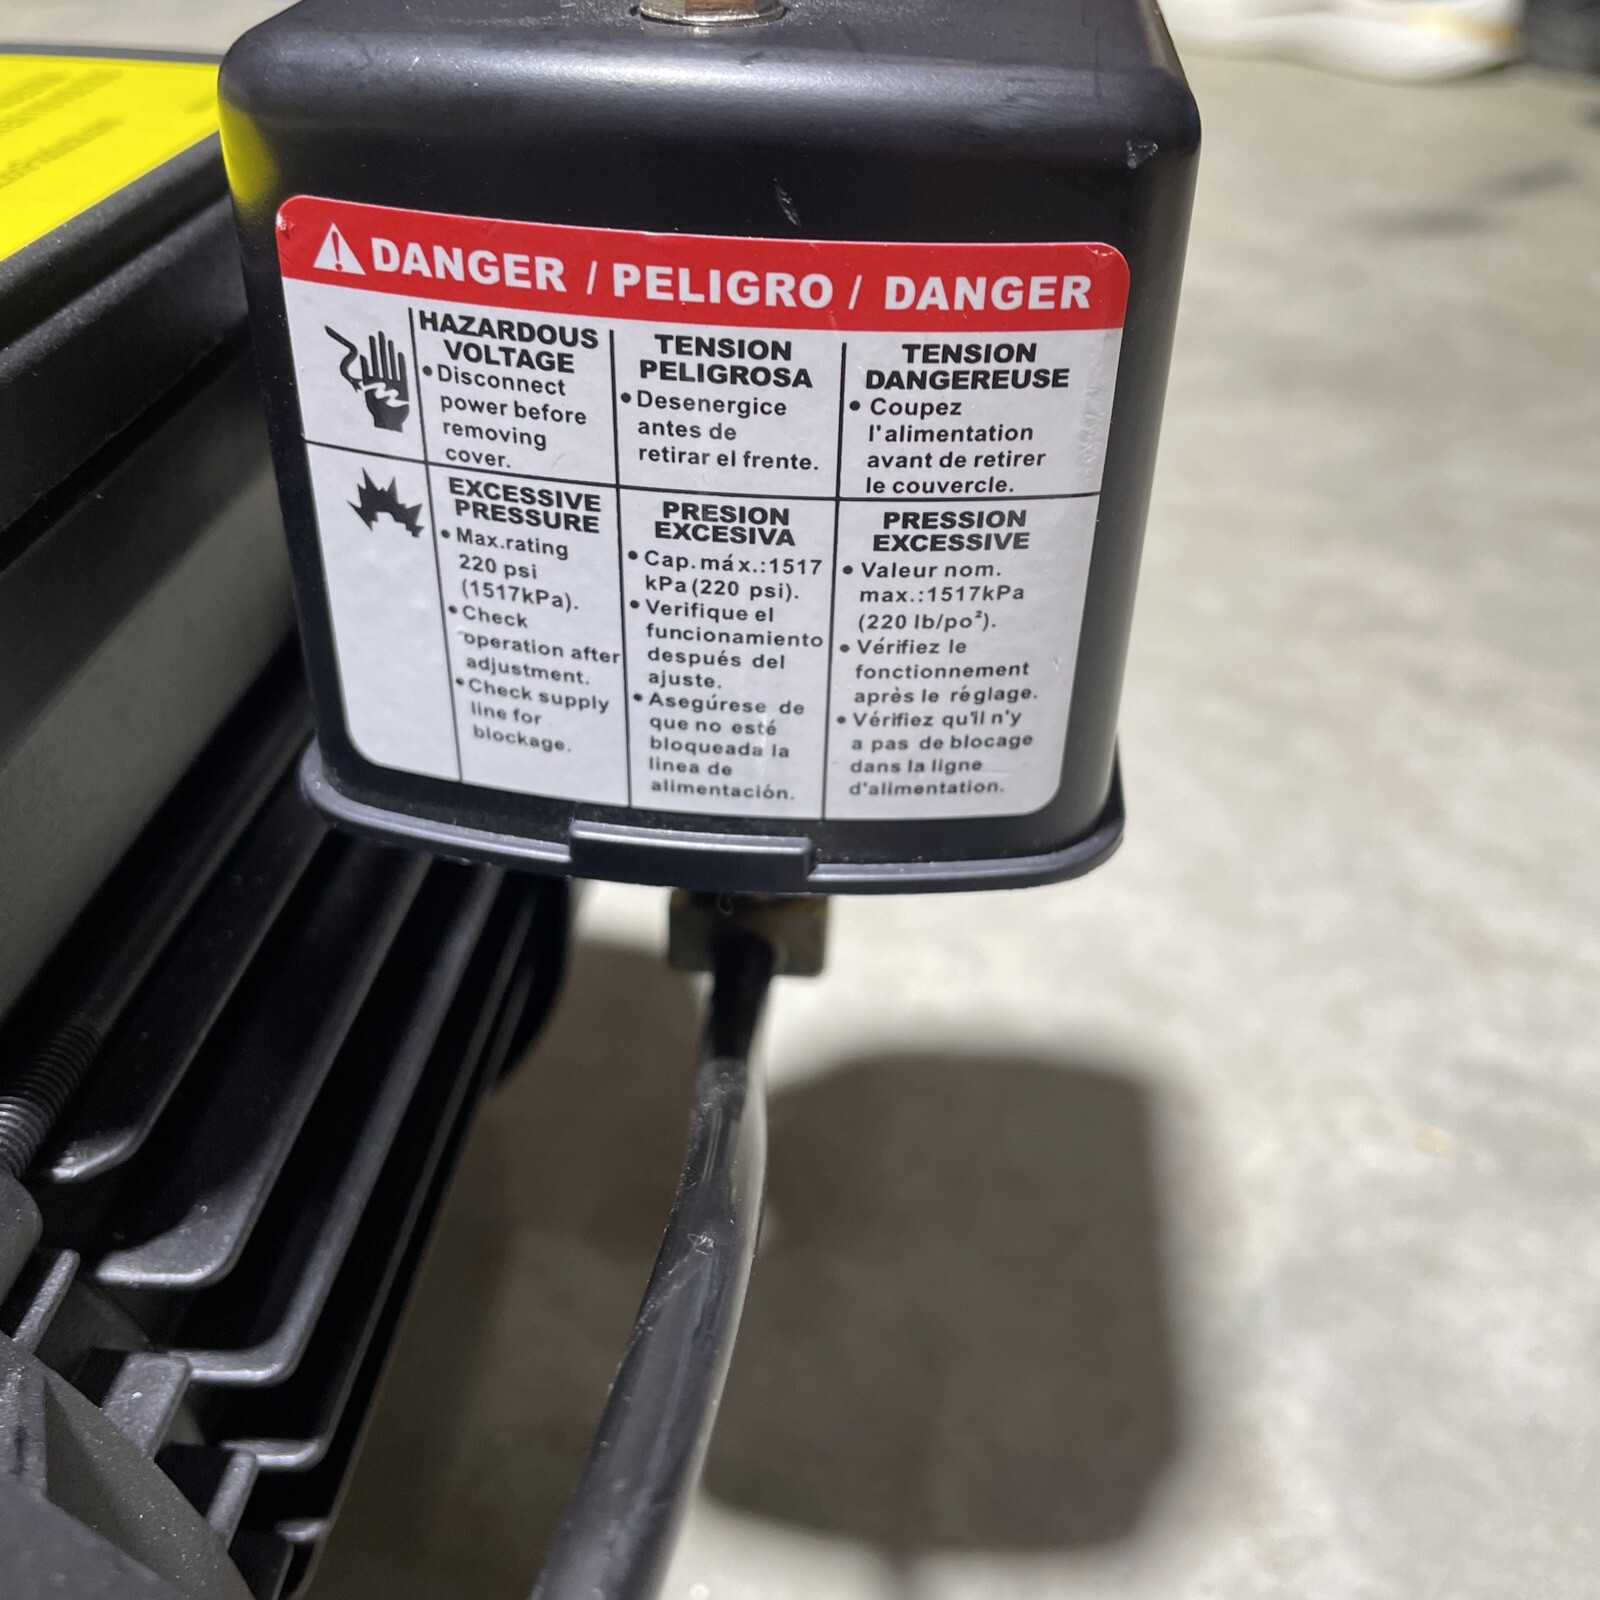 DANGER / PELIGRO / DANGER
HAZARDOUS
VOLTAGE
•Disconnect
power before
removing
cover.
TENSION
PELIGROSA
•Desenergice
antes de
retirar el frente.
TENSION
DANGEREUSE
• Coupez
l'alimentation
avant de retirer
le couvercle.
EXCESSIVE
PRESSURE
•Max.rating
220 psi
(1517kPa).
•Check
operation after
adjustment.
•Check supply
line for
blockage.
PRESION
EXCESIVA
•Cap.máx.:1517
kPa(220 psi).
•Verifique el
funcionamiento
después del
ajuste.
•Asegúrese de
que no esté
bloqueada la
linea de
alimentación.
PRESSION
EXCESSIVE
•Valeur nom.
max.:1517kPa
(220 lb/po²).
•Vérifiez le
fonctionnement
après le réglage.
•Vérifiez qu'il n'y
a pas de blocage
dans la ligne
d'alimentation.